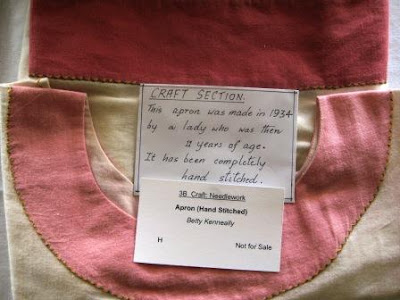 CRAFT SECTION.
This apron was made in 1934
by a lady who was then
years of age.
It has been completely
hand stitched.
3B Craft: Needlework
Apron (Hand Stitched)
Betty Kenneally
H Not for Sale